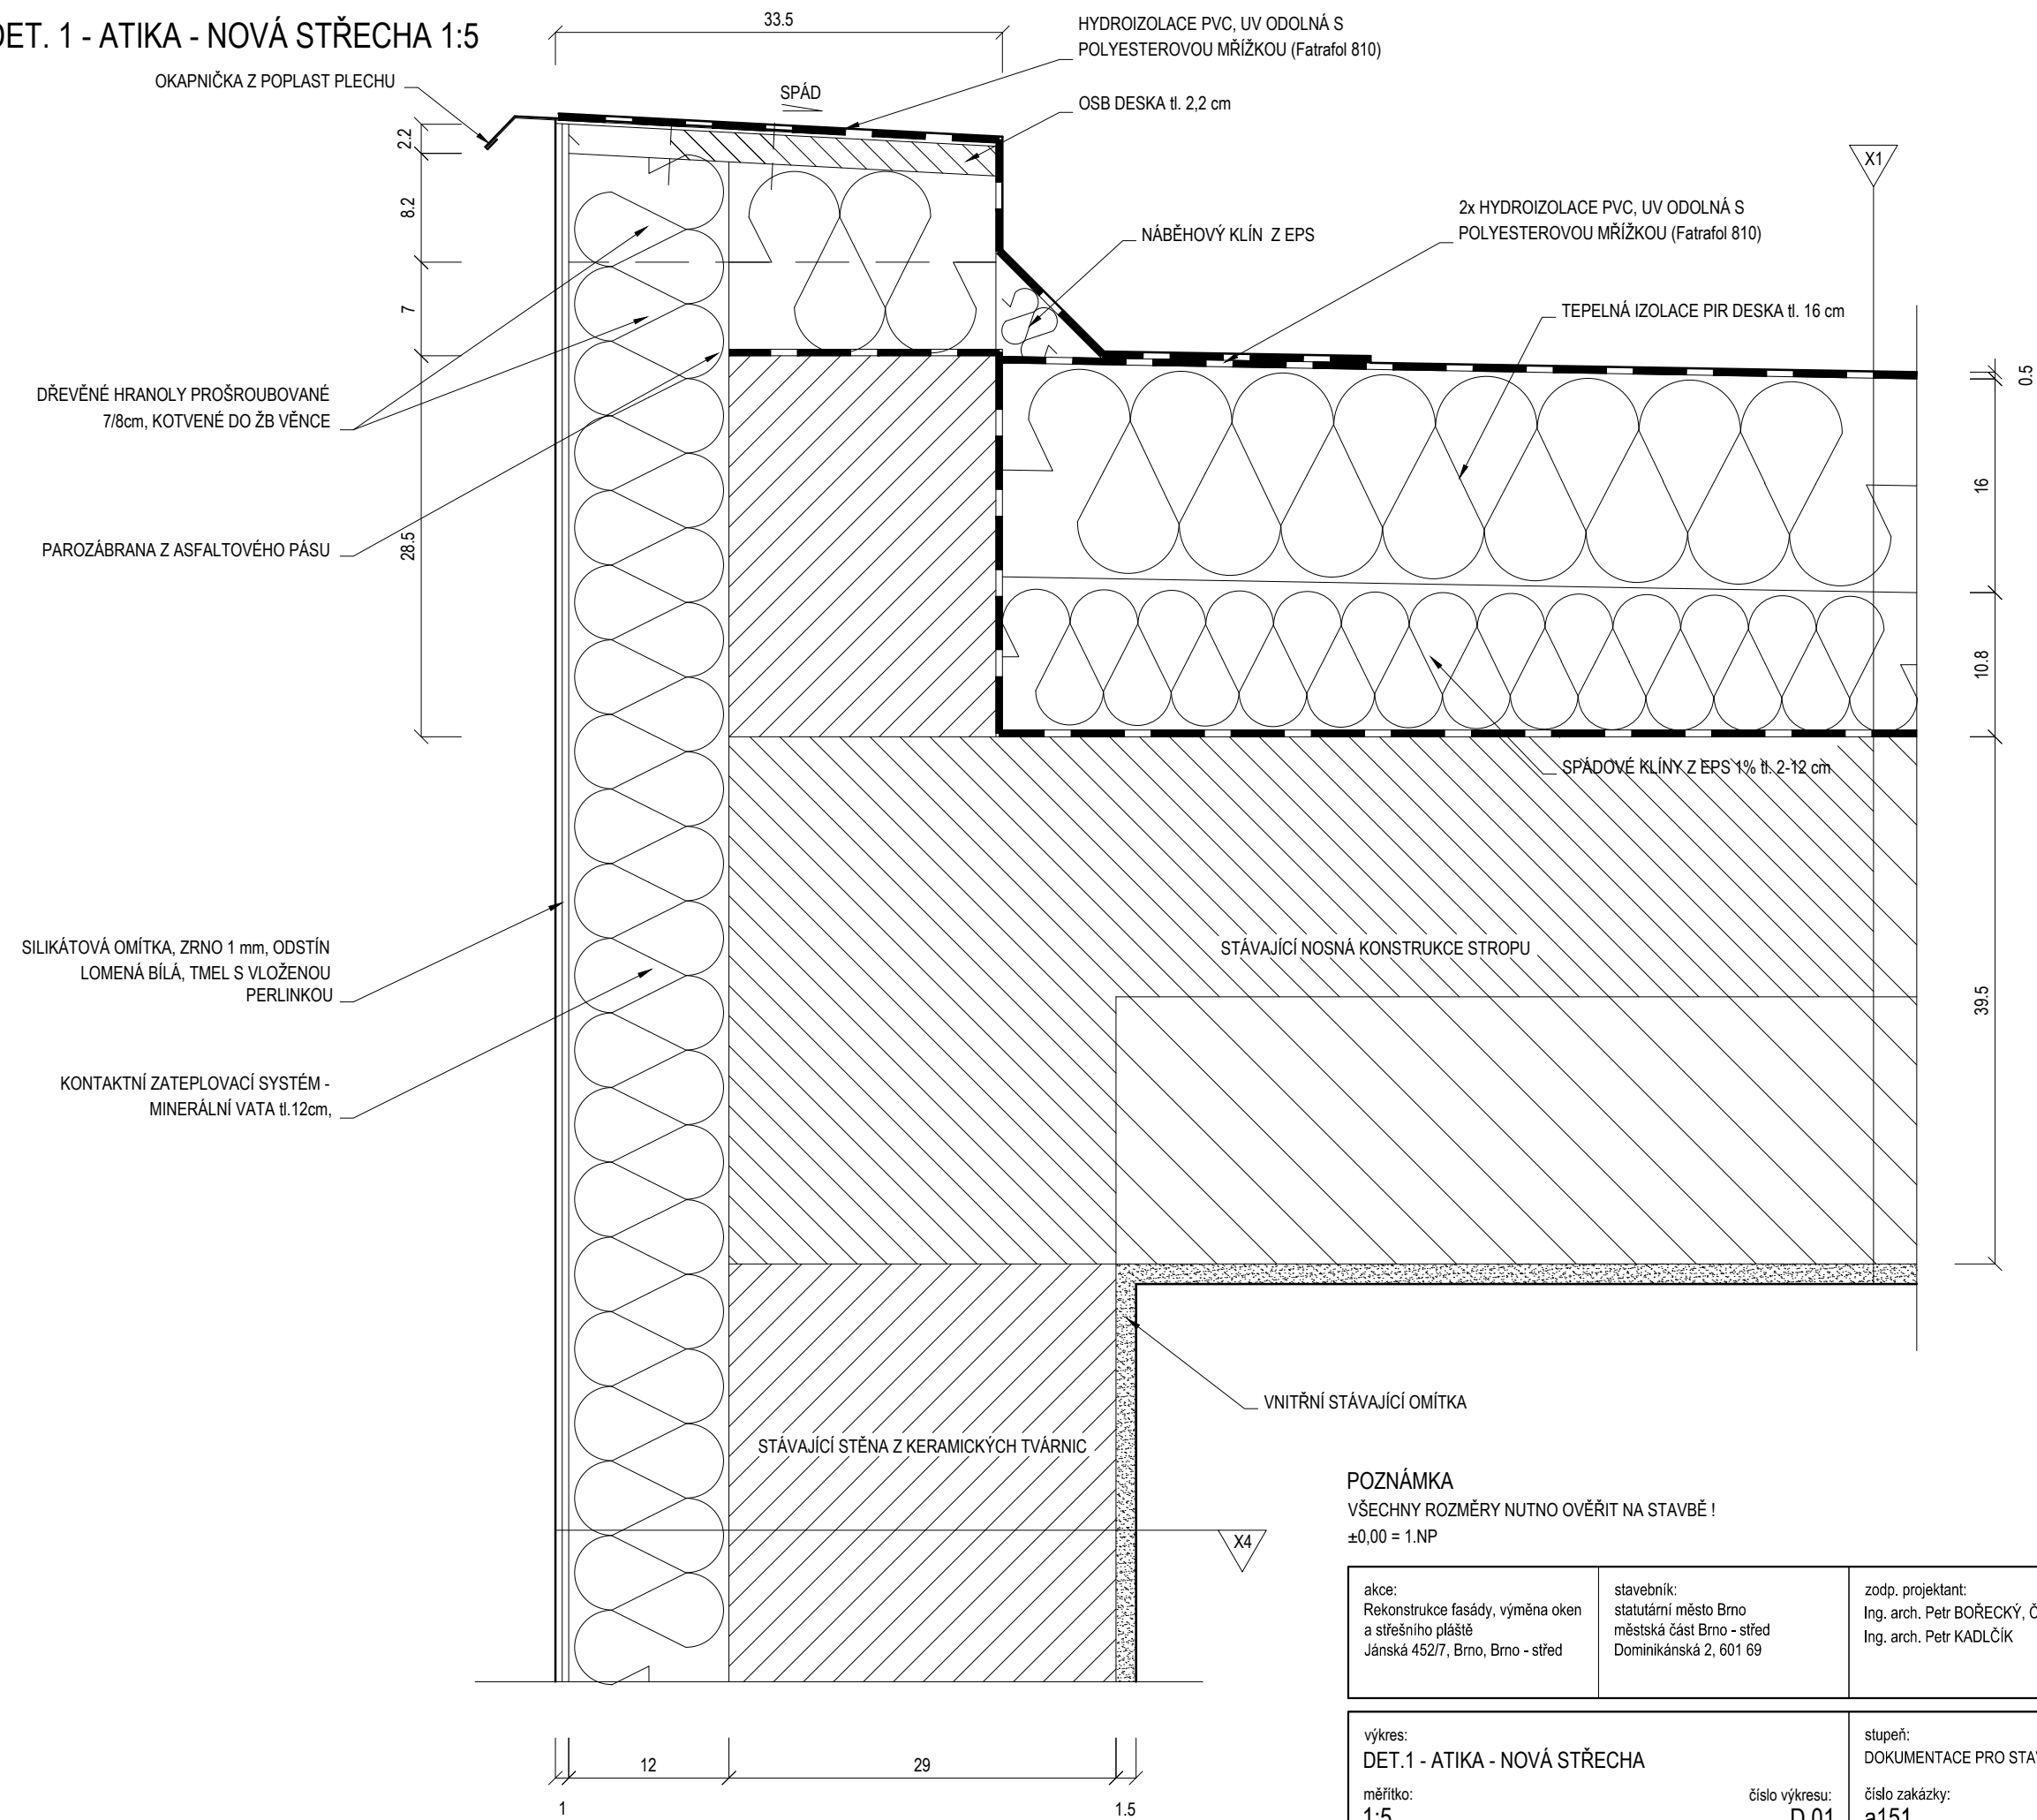 DET. 1 - ATIKA - NOVÁ STŘECHA 1:5
33.5
HYDROIZOLACE PVC, UV ODOLNÁ S
POLYESTEROVOU MŘÍŽKOU (Fatrafol 810)
OKAPNIČKA Z POPLAST PLECHU
SPÁD
OSB DESKA tl. 2,2 cm
2.2
X1
8.2
2x HYDROIZOLACE PVC, UV ODOLNÁ S
POLYESTEROVOU MŘÍŽKOU (Fatrafol 810)
NÁBĚHOVÝ KLÍN Z EPS
7
TEPELNÁ IZOLACE PIR DESKA tl. 16 cm
0.5
DŘEVĚNÉ HRANOLY PROŠROUBOVANÉ
7/8cm, KOTVENÉ DO ŽB VĚNCE
16
PAROZÁBRANA Z ASFALTOVÉHO PÁSU
28.5
10.8
SPÁDOVÉ KLÍNY Z EPS 1% tl. 2-12 cm
SILIKÁTOVÁ OMÍTKA, ZRNO 1 mm, ODSTÍN
LOMENÁ BÍLÁ, TMEL S VLOŽENOU
PERLINKOU
STÁVAJÍCÍ NOSNÁ KONSTRUKCE STROPU
39.5
KONTAKTNÍ ZATEPLOVACÍ SYSTÉM -
MINERÁLNÍ VATA tl.12cm,
VNITŘNÍ STÁVAJÍCÍ OMÍTKA
STÁVAJÍCÍ STĚNA Z KERAMICKÝCH TVÁRNIC
X4
POZNÁMKA
VŠECHNY ROZMĚRY NUTNO OVĚŘIT NA STAVBĚ !
±0,00 = 1.NP
akce:
Rekonstrukce fasády, výměna oken
a střešního pláště
Jánská 452/7, Brno, Brno - střed
stavebník:
statutární město Brno
městská část Brno - střed
Dominikánská 2, 601 69
zodp. projektant:
Ing. arch. Petr BOŘECKÝ, Č
Ing. arch. Petr KADLČÍK
výkres:
DET.1 - ATIKA - NOVÁ STŘECHA
měřítko:
1:5
číslo výkresu:
D.01
stupeň:
DOKUMENTACE PRO STAV
číslo zakázky:
a151
12
29
1
1.5